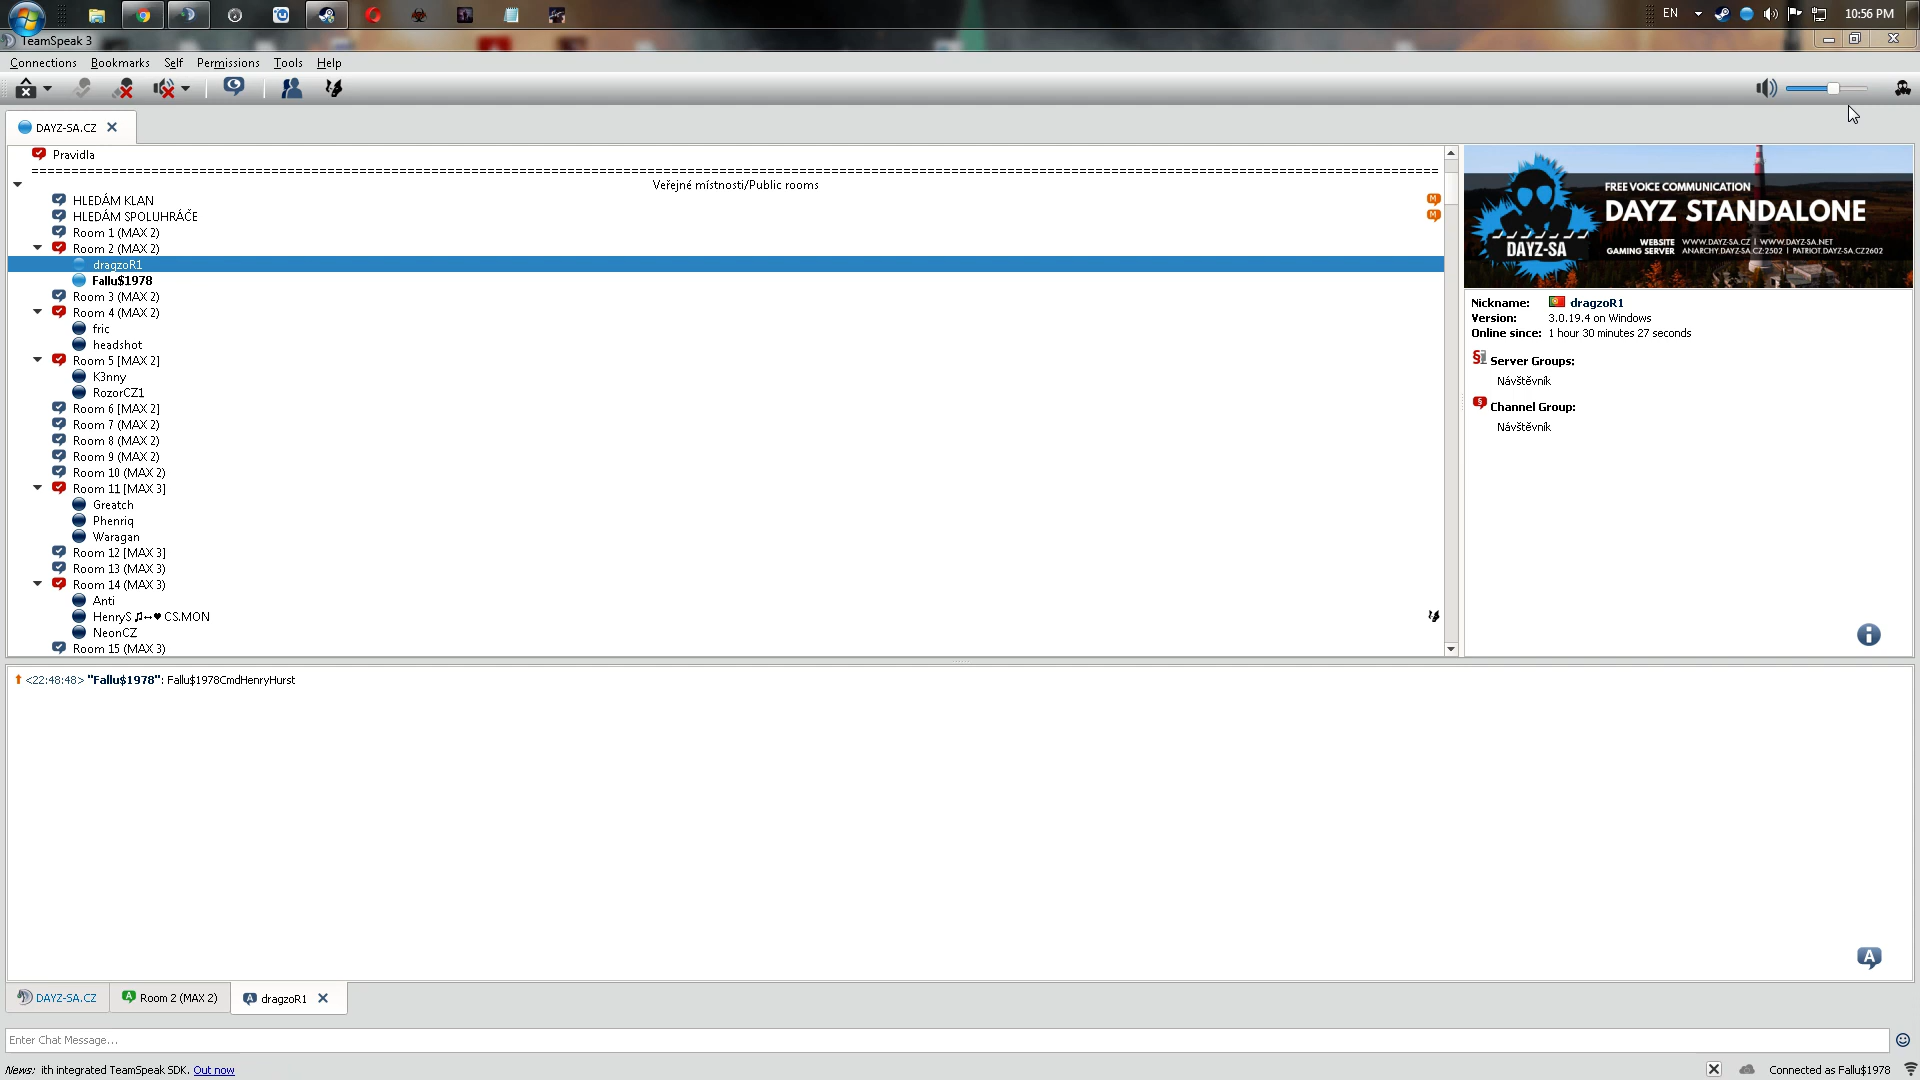 EN
10:56 PM
TeamSpeak 3
Connections Bookmarks Self Permissions Tools Help
DAYZ-SA.CZ
Pravidla
Veřejné místnosti/Public rooms
HLEDÁM KLAN
HLEDÁM SPOLUHRÁČE
Room 1 (MAX 2)
Room 2 (MAX 2)
dragzoR1
Fallu$1978
Room 3 (MAX 2)
Room 4 (MAX 2)
fric
headshot
Room 5 [MAX 2]
K3nny
RozorCZ1
Room 6 [MAX 2]
Room 7 (MAX 2)
Room 8 (MAX 2)
Room 9 (MAX 2)
Room 10 (MAX 2)
Room 11 [MAX 3]
Greatch
Phenriq
Waragan
Room 12 [MAX 3]
Room 13 (MAX 3)
Room 14 (MAX 3)
Anti
HenryS ♫↔♥ CS.MON
NeonCZ
Room 15 (MAX 3)
FREE VOICE COMMUNICATION
DAYZ STANDALONE
DAYZ-SA
WEBSITE WWW.DAYZ-SA.CZ | WWW.DAYZ-SA.NET
GAMING SERVER ANARCHY.DAYZ-SA.CZ:2502 | PATRIOT.DAYZ-SA.CZ2602
Nickname: dragzoR1
Version: 3.0.19.4 on Windows
Online since: 1 hour 30 minutes 27 seconds
Server Groups:
Návštěvník
Channel Group:
Návštěvník
<22:48:48> "Fallu$1978": Fallu$1978CmdHenryHurst
DAYZ-SA.CZ
Room 2 (MAX 2)
dragzoR1
Enter Chat Message...
News: ith integrated TeamSpeak SDK. Out now
Connected as Fallu$1978